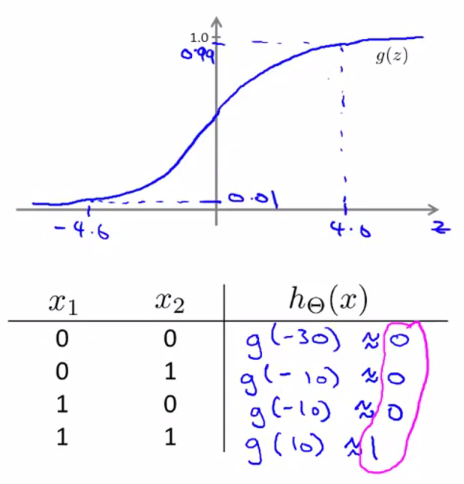 1.0
0.99
g(z)
0.01
-4.6
4.6
z
x₁ x₂ h_Θ(x)
0 0 g(-30) ≈ 0
0 1 g(-10) ≈ 0
1 0 g(-10) ≈ 0
1 1 g(10) ≈ 1